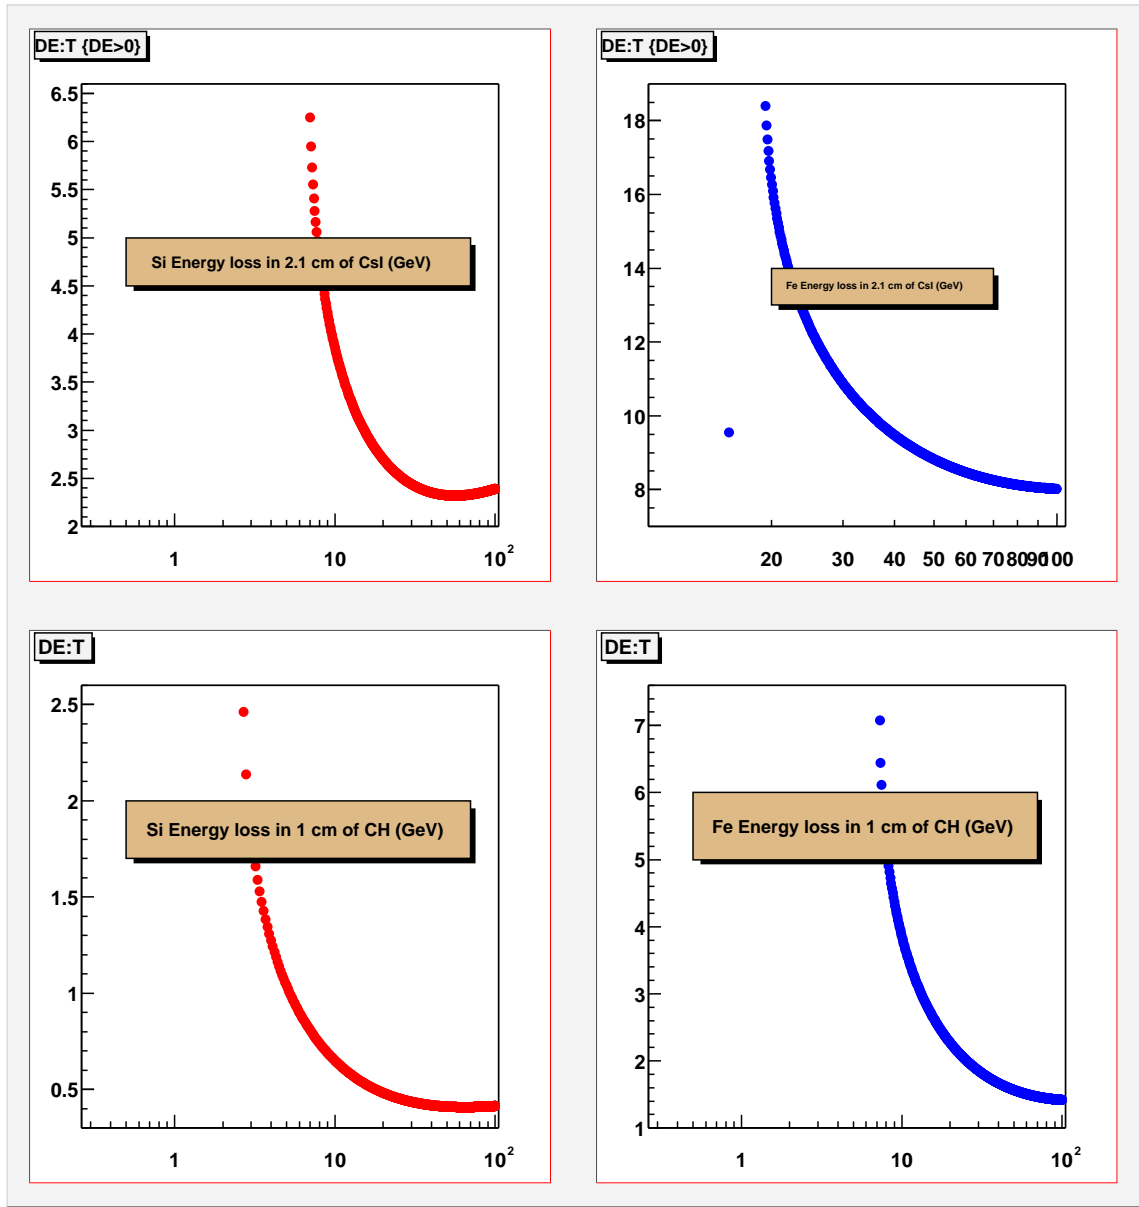 DE:T {DE>0}
6.5
6
5.5
5
4.5
4
3.5
3
2.5
2
Si Energy loss in 2.1 cm of CsI (GeV)
1 10 10²
DE:T {DE>0}
18
16
14
12
10
8
Fe Energy loss in 2.1 cm of CsI (GeV)
20 30 40 50 60 70 80 90 100
DE:T
2.5
2
1.5
1
0.5
Si Energy loss in 1 cm of CH (GeV)
1 10 10²
DE:T
7
6
5
4
3
2
1
Fe Energy loss in 1 cm of CH (GeV)
1 10 10²